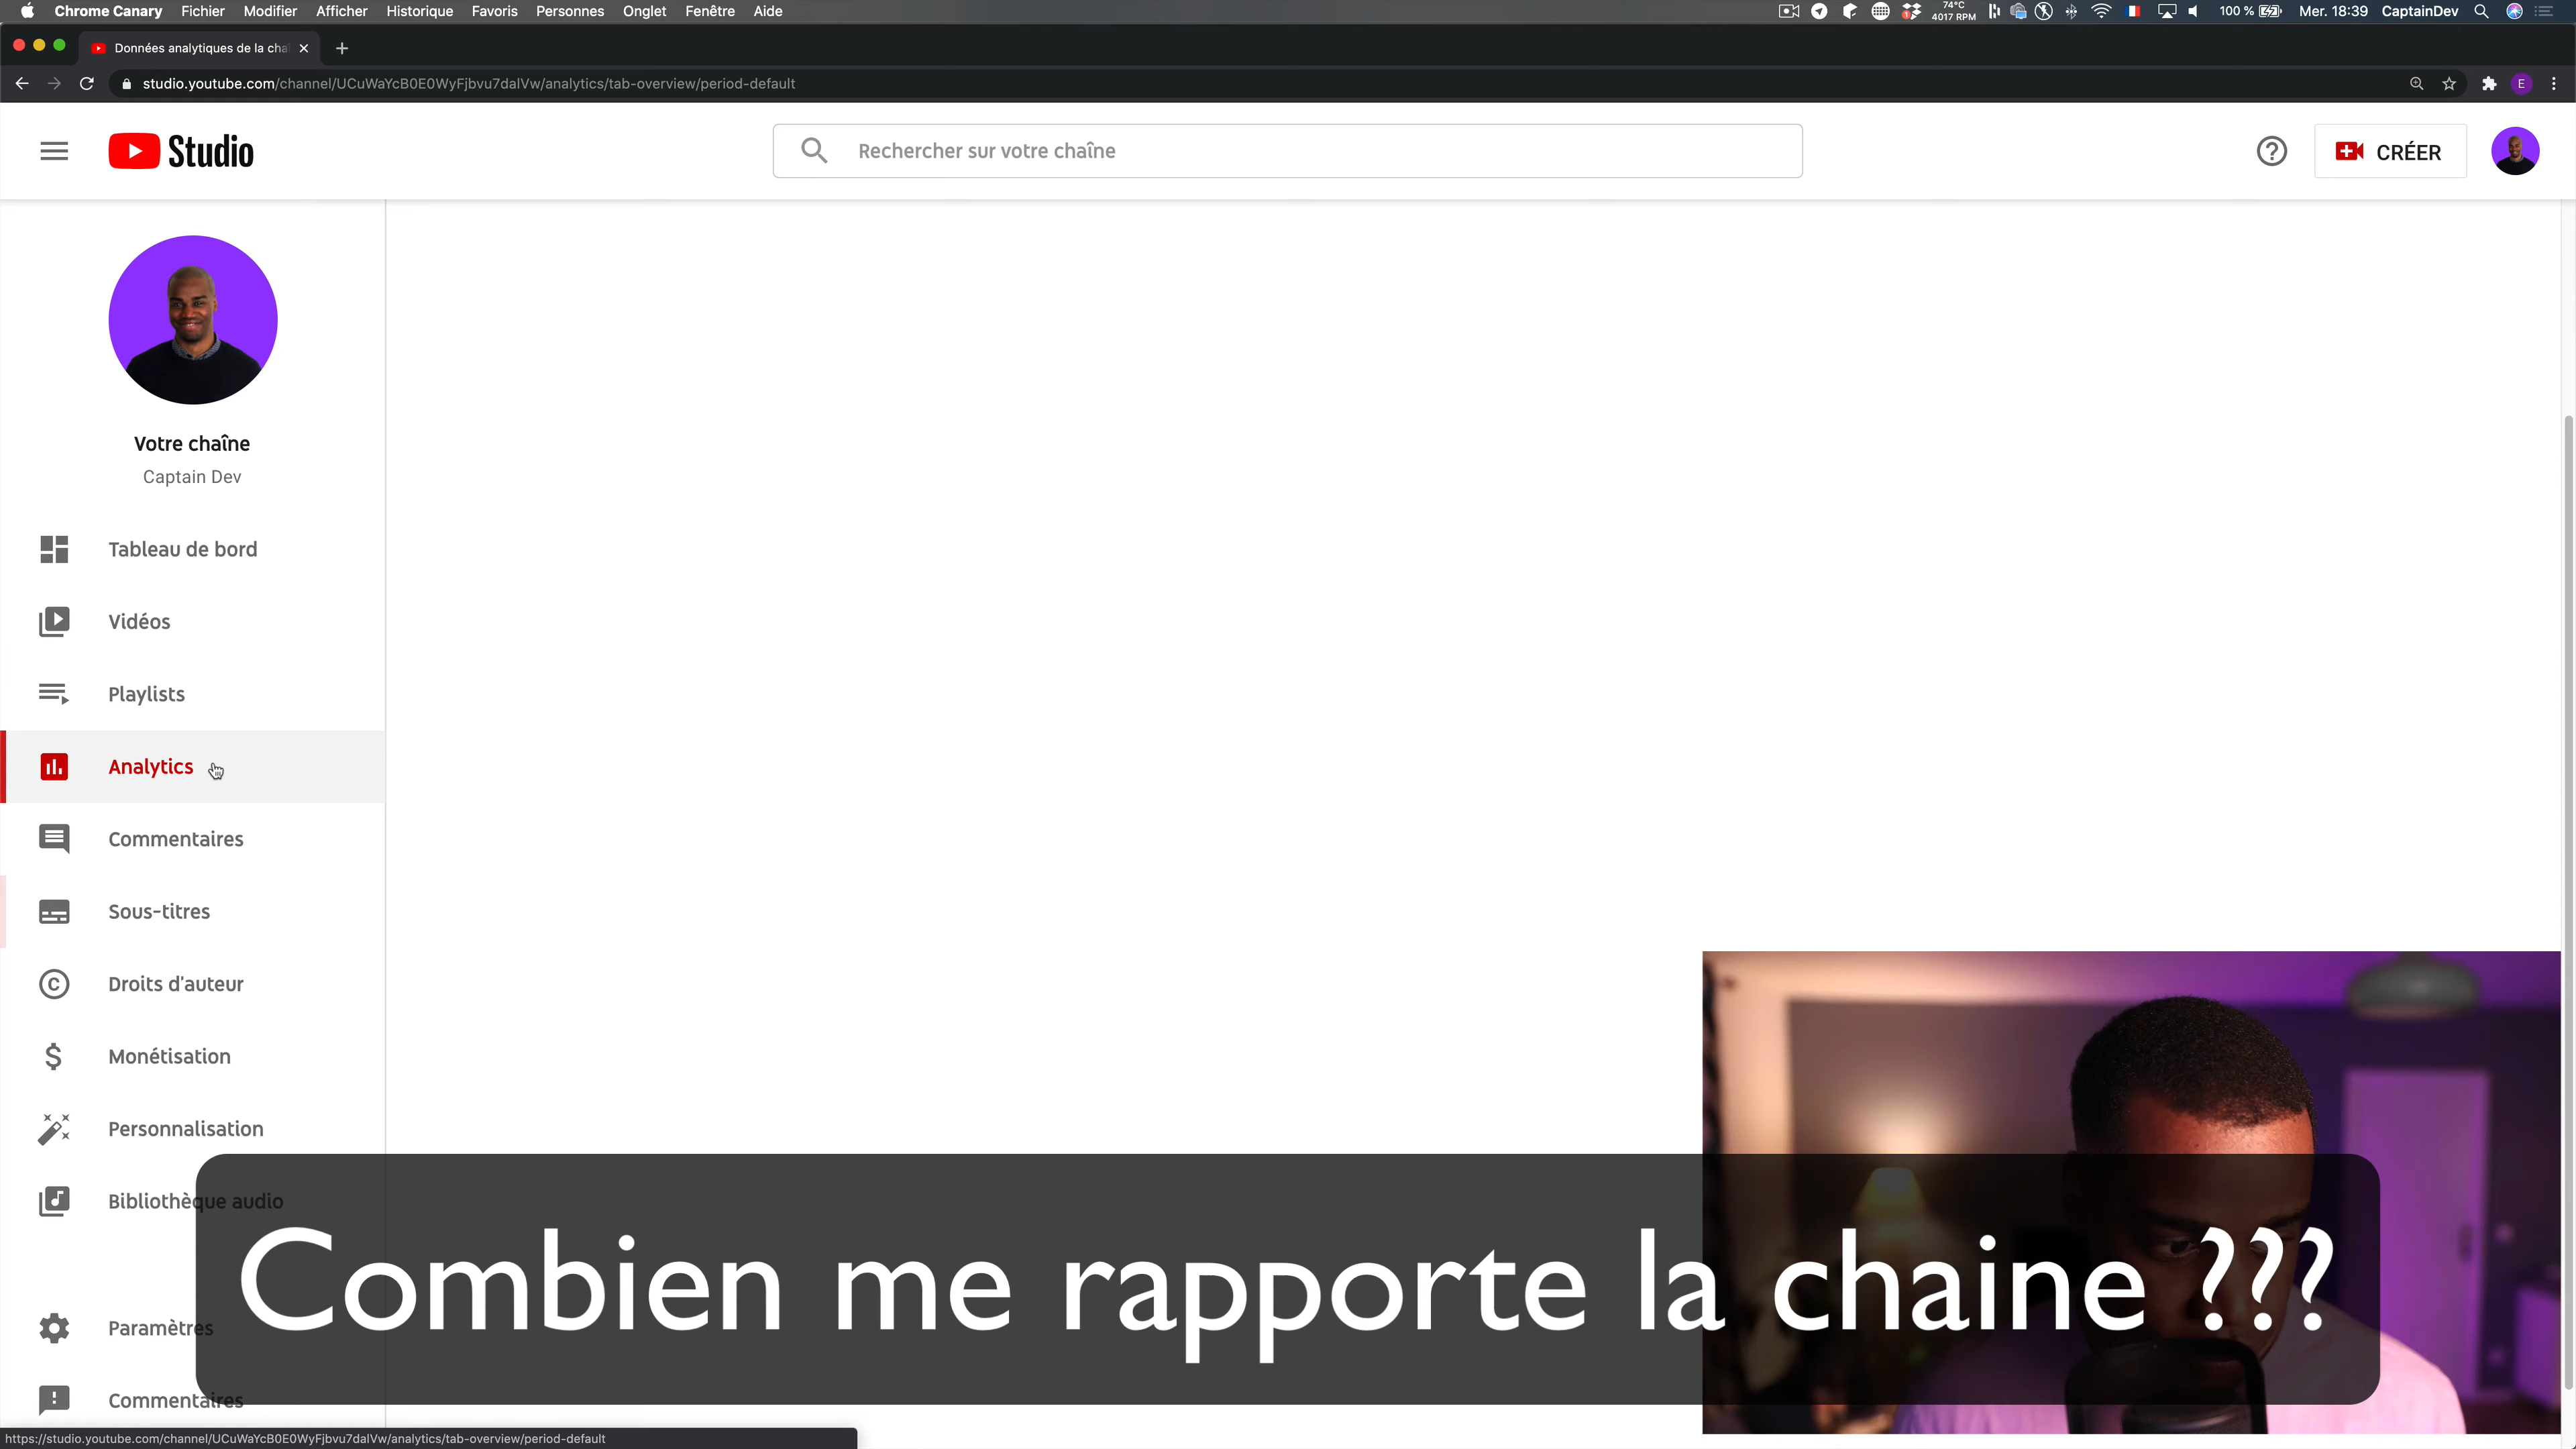 Chrome Canary Fichier Modifier Afficher Historique Favoris Personnes Onglet Fenêtre Aide
74°C
4017 RPM
100 % Mer. 18:39 CaptainDev
Données analytiques de la cha
studio.youtube.com/channel/UCuWaYcB0E0WyFjbvu7dalVw/analytics/tab-overview/period-default
E
Studio
Rechercher sur votre chaîne
CRÉER
Votre chaîne
Captain Dev
Tableau de bord
Vidéos
Playlists
Analytics
Commentaires
Sous-titres
Droits d'auteur
Monétisation
Personnalisation
Bibliothèque audio
Combien me rapporte la chaine ???
Paramètres
Commentaires
https://studio.youtube.com/channel/UCuWaYcB0E0WyFjbvu7dalVw/analytics/tab-overview/period-default